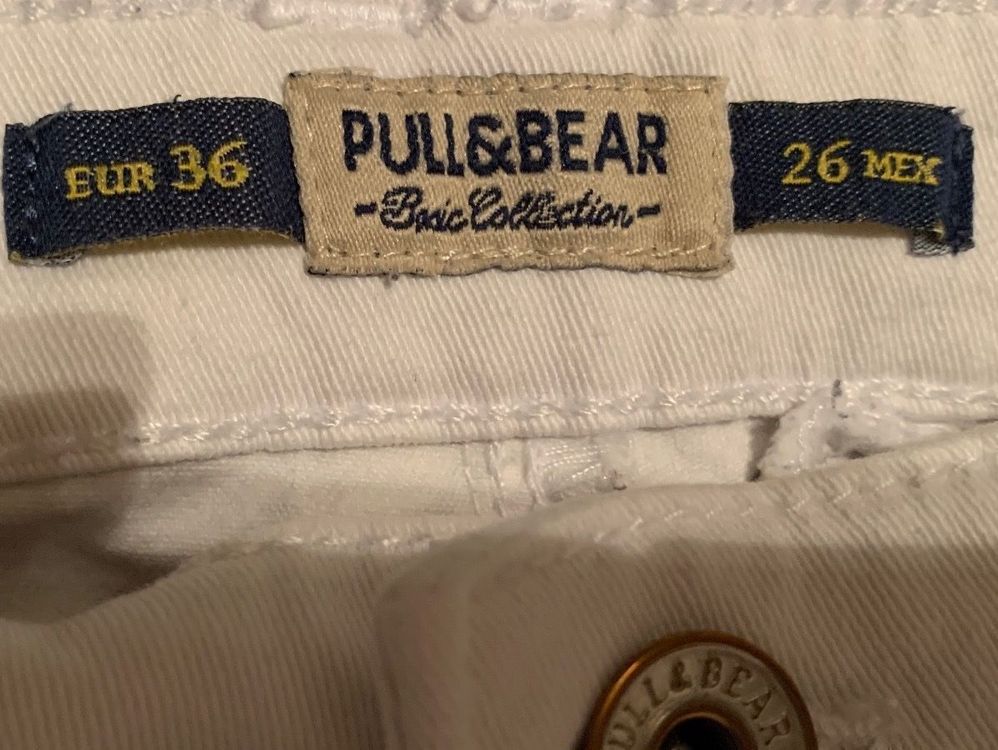 EUR 36
PULL&BEAR
-Basic Collection-
26 MEX
PULL&BEAR